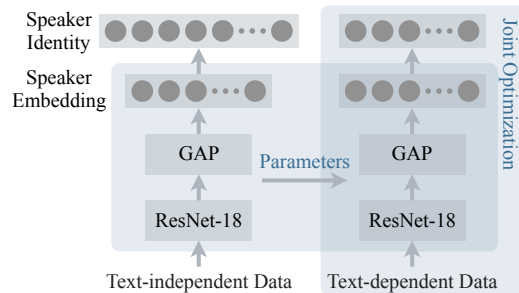 Speaker
Identity
Speaker
Embedding
GAP
ResNet-18
Text-independent Data
Parameters
GAP
ResNet-18
Text-dependent Data
Joint Optimization